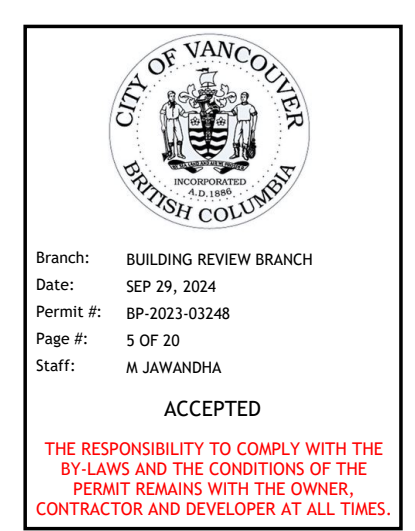 CITY OF VANCOUVER
INCORPORATED
A.D. 1886
BRITISH COLUMBIA
Branch: BUILDING REVIEW BRANCH
Date: SEP 29, 2024
Permit #: BP-2023-03248
Page #: 5 OF 20
Staff: M JAWANDHA
ACCEPTED
THE RESPONSIBILITY TO COMPLY WITH THE
BY-LAWS AND THE CONDITIONS OF THE
PERMIT REMAINS WITH THE OWNER,
CONTRACTOR AND DEVELOPER AT ALL TIMES.